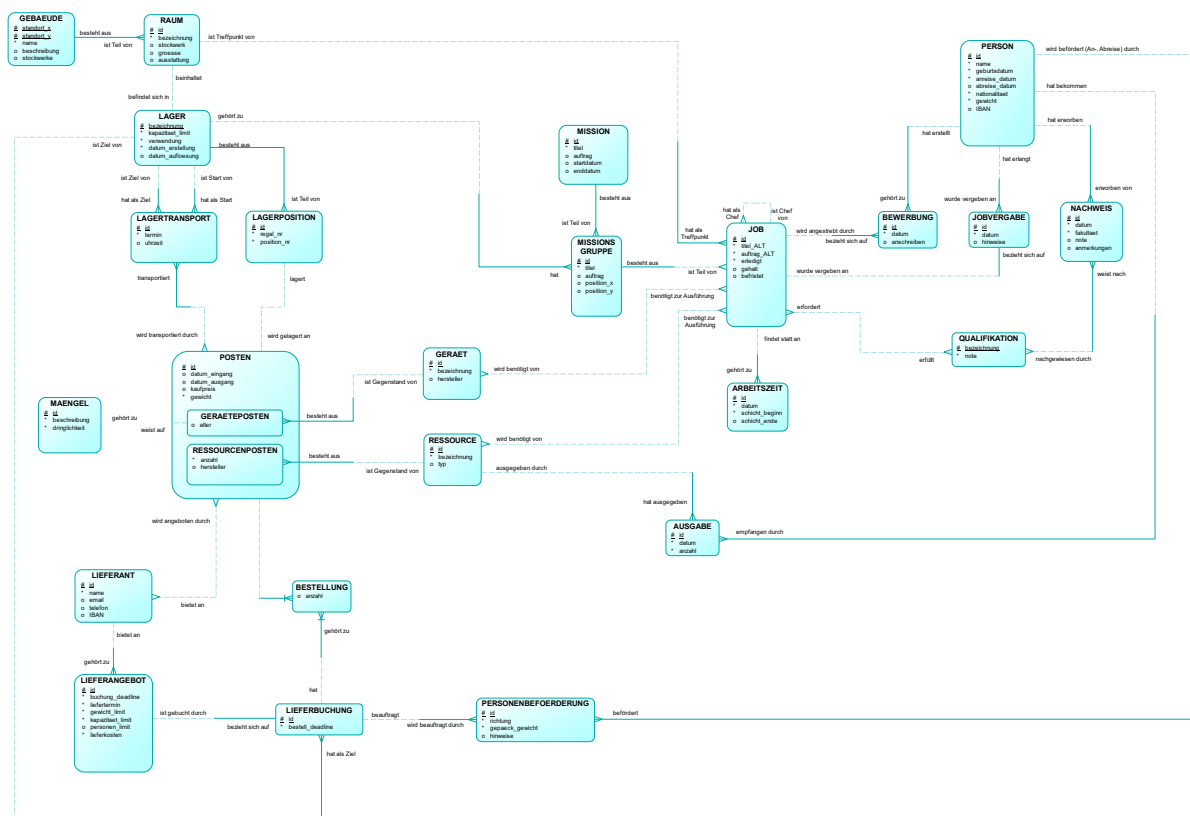 GEBAEUDE
# standort_x
# standort_y
* name
o beschreibung
o stockwerke
besteht aus
ist Teil von
RAUM
# id
* bezeichnung
o stockwerk
o groesse
o ausstattung
ist Treffpunkt von
beinhaltet
befindet sich in
LAGER
# bezeichnung
* kapazitaet_limit
* verwendung
* datum_erstellung
o datum_aufloesung
gehört zu
ist Ziel von
besteht aus
ist Ziel von
ist Start von
hat als Ziel
hat als Start
ist Teil von
LAGERTRANSPORT
# id
* termin
o uhrzeit
LAGERPOSITION
# id
* regal_nr
* position_nr
transportiert
lagert
wird transportiert durch
wird gelagert an
MISSION
# id
* titel
o auftrag
o startdatum
o enddatum
besteht aus
ist Teil von
MISSIONS
GRUPPE
# id
* titel
o auftrag
o position_x
o position_y
hat
besteht aus
ist Teil von
hat als
Treffpunkt
hat als
Chef
ist Chef
von
JOB
# id
* titel_ALT
* auftrag_ALT
* erledigt
o gehalt
o befristet
benötigt zur Ausführung
benötigt zur
Ausführung
wird angestrebt durch
bezieht sich auf
wurde vergeben an
erfordert
findet statt an
gehört zu
ARBEITSZEIT
# id
* datum
* schicht_beginn
o schicht_ende
PERSON
# id
* name
* geburtsdatum
* anreise_datum
o abreise_datum
* nationalitaet
* gewicht
o IBAN
wird befördert (An-, Abreise) durch
hat bekommen
hat erworben
hat erstellt
hat erlangt
gehört zu
wurde vergeben an
erworben von
BEWERBUNG
# id
* datum
o anschreiben
JOBVERGABE
# id
* datum
o hinweise
bezieht sich auf
NACHWEIS
# id
* datum
* fakultaet
o note
o anmerkungen
weist nach
QUALIFIKATION
# bezeichnung
* note
erfüllt
nachgewiesen durch
POSTEN
# id
o datum_eingang
o datum_ausgang
o kaufpreis
* gewicht
GERAETEPOSTEN
o alter
RESSOURCENPOSTEN
* anzahl
o hersteller
MAENGEL
# id
* beschreibung
* dringlichkeit
gehört zu
weist auf
besteht aus
ist Gegenstand von
GERAET
# id
* bezeichnung
o hersteller
wird benötigt von
RESSOURCE
# id
* bezeichnung
o typ
wird benötigt von
besteht aus
ist Gegenstand von
ausgegeben durch
hat ausgegeben
AUSGABE
# id
* datum
* anzahl
empfangen durch
wird angeboten durch
LIEFERANT
# id
* name
o email
o telefon
o IBAN
bietet an
bietet an
gehört zu
BESTELLUNG
o anzahl
gehört zu
hat
LIEFERANGEBOT
# id
* buchung_deadline
* liefertermin
* gewicht_limit
* kapazitaet_limit
o personen_limit
* lieferkosten
ist gebucht durch
bezieht sich auf
LIEFERBUCHUNG
# id
* bestell_deadline
hat als Ziel
beauftragt
wird beauftragt durch
PERSONENBEFOERDERUNG
# id
* richtung
* gepaeck_gewicht
o hinweise
befördert